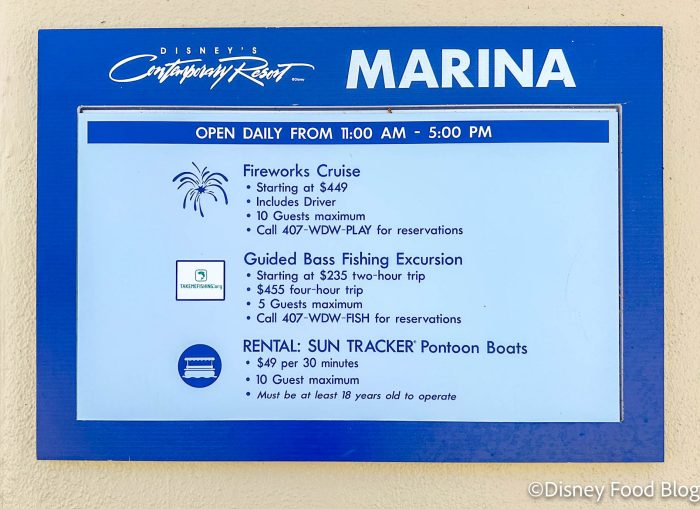 DISNEY'S
Contemporary Resort
©Disney
MARINA
OPEN DAILY FROM 11:00 AM - 5:00 PM
Fireworks Cruise
• Starting at $449
• Includes Driver
• 10 Guests maximum
• Call 407-WDW-PLAY for reservations
TAKEMEFISHING.org
Guided Bass Fishing Excursion
• Starting at $235 two-hour trip
• $455 four-hour trip
• 5 Guests maximum
• Call 407-WDW-FISH for reservations
RENTAL: SUN TRACKER® Pontoon Boats
• $49 per 30 minutes
• 10 Guest maximum
• Must be at least 18 years old to operate
©Disney Food Blog